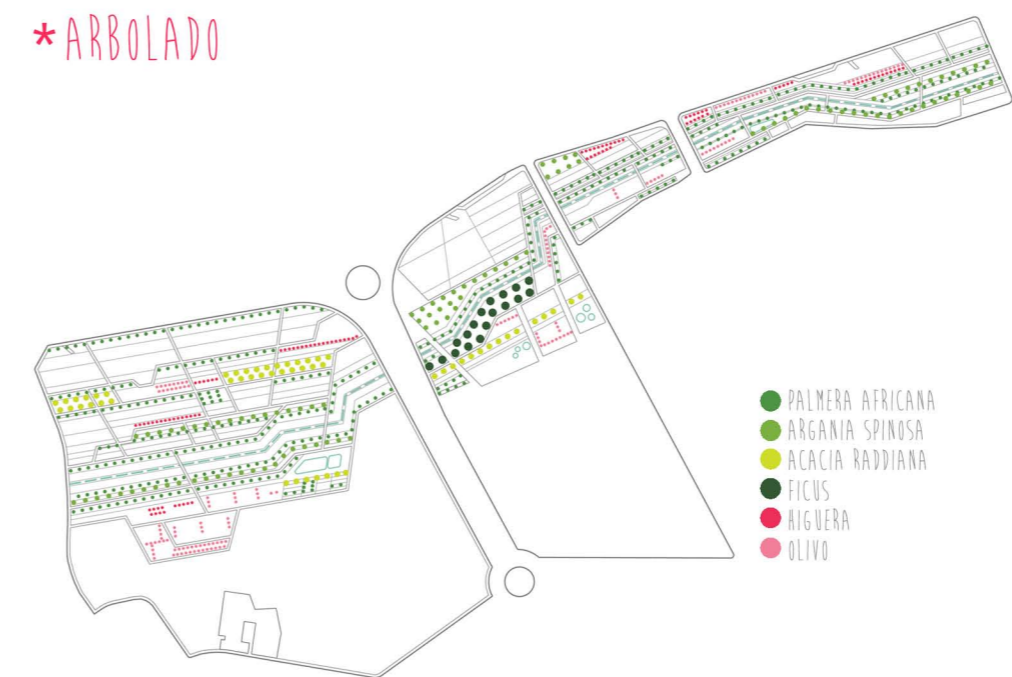 *ARBOLADO
PALMERA AFRICANA
ARGANIA SPINOSA
ACACIA RADDIANA
FICUS
HIGUERA
OLIVO